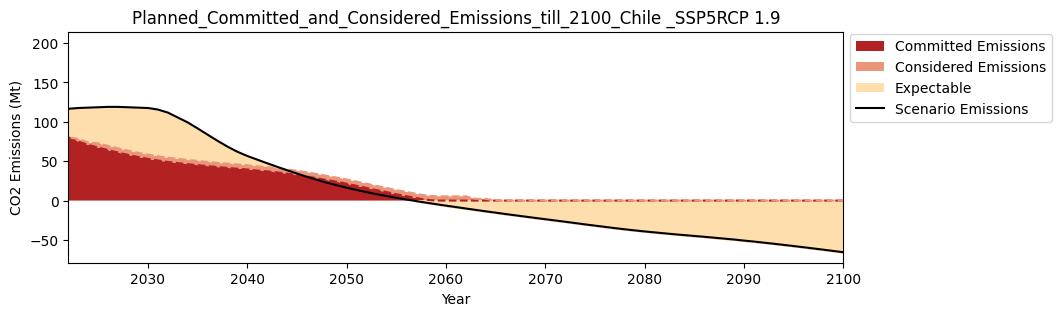 Planned_Committed_and_Considered_Emissions_till_2100_Chile _SSP5RCP 1.9
CO2 Emissions (Mt)
200
150
100
50
0
−50
2030
2040
2050
2060
2070
2080
2090
2100
Year
Committed Emissions
Considered Emissions
Expectable
Scenario Emissions